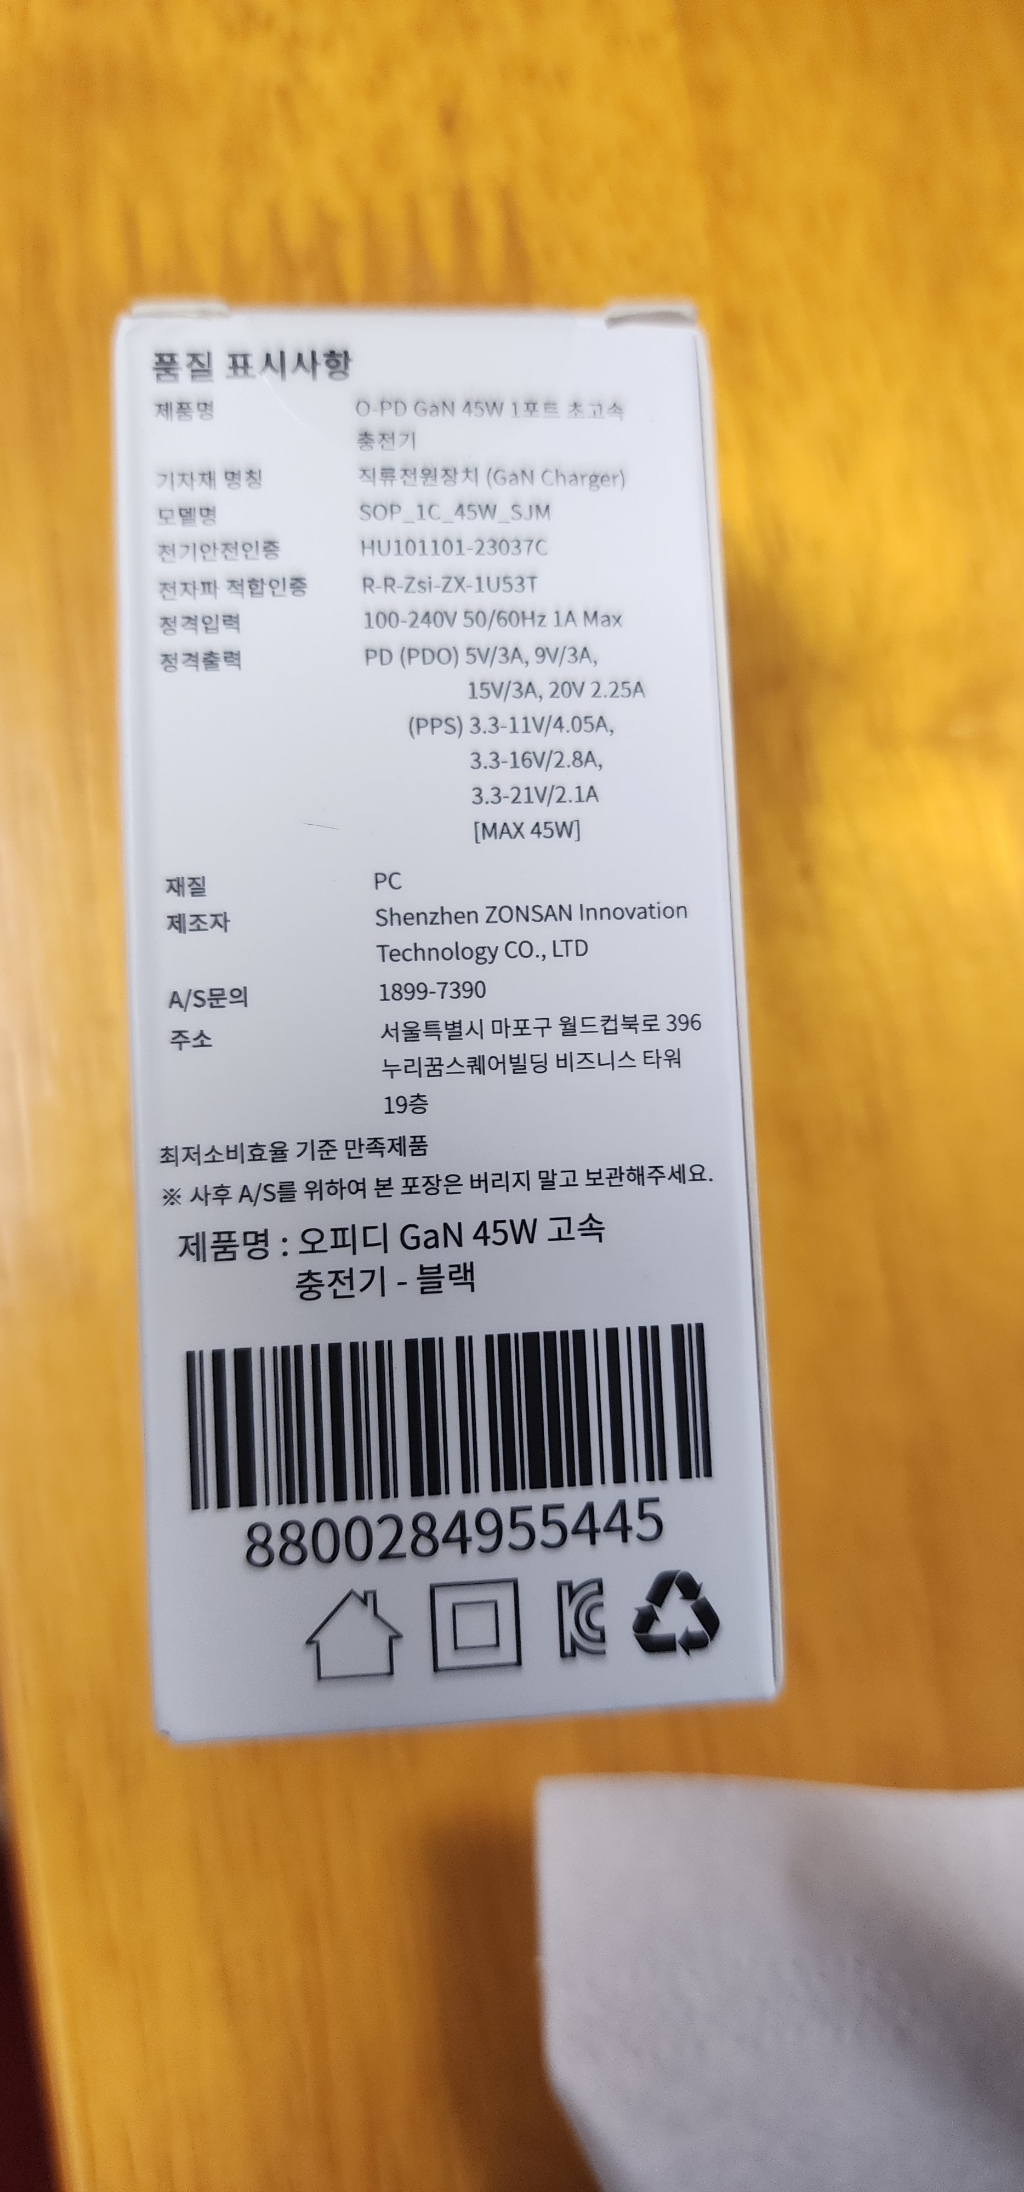 품질 표시사항
제품명 O-PD GaN 45W 1포트 초고속
충전기
기자재 명칭 직류전원장치 (GaN Charger)
모델명 SOP_1C_45W_SJM
전기안전인증 HU101101-23037C
전자파 적합인증 R-R-Zsi-ZX-1U53T
정격입력 100-240V 50/60Hz 1A Max
정격출력 PD (PDO) 5V/3A, 9V/3A,
15V/3A, 20V 2.25A
(PPS) 3.3-11V/4.05A,
3.3-16V/2.8A,
3.3-21V/2.1A
[MAX 45W]
재질 PC
제조자 Shenzhen ZONSAN Innovation
Technology CO., LTD
A/S문의 1899-7390
주소 서울특별시 마포구 월드컵북로 396
누리꿈스퀘어빌딩 비즈니스 타워
19층
최저소비효율 기준 만족제품
※ 사후 A/S를 위하여 본 포장은 버리지 말고 보관해주세요.
제품명 : 오피디 GaN 45W 고속
충전기 - 블랙
8800284955445